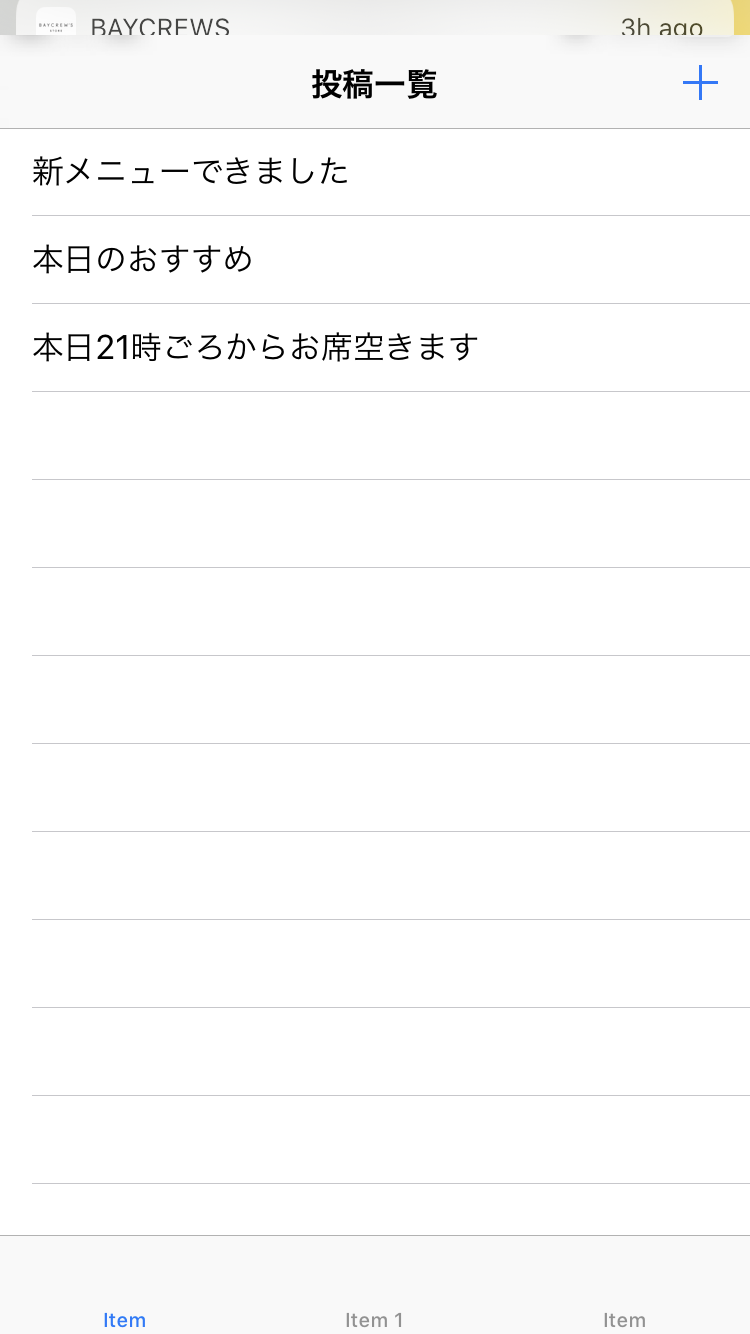 BAYCREW'S
STORE
BAYCREWS
3h ago
投稿一覧
新メニューできました
本日のおすすめ
本日21時ごろからお席空きます
Item
Item 1
Item